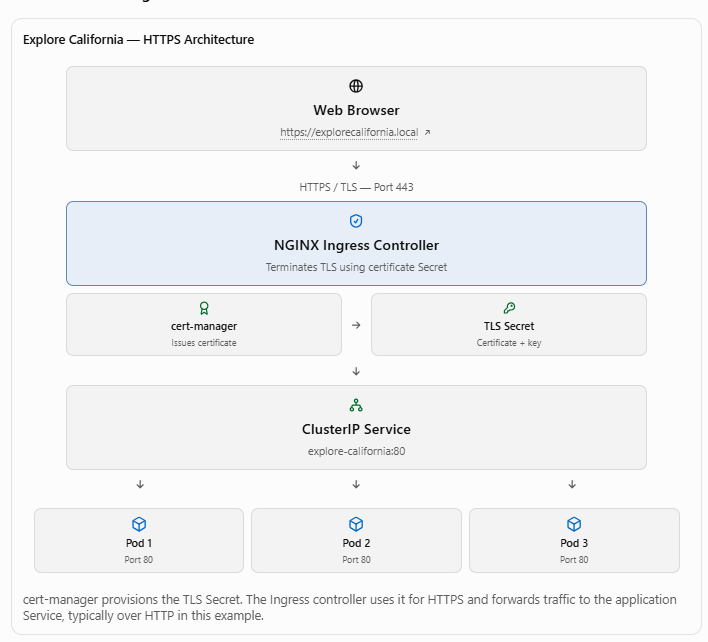 Explore California — HTTPS Architecture
Web Browser
https://explorecalifornia.local ↗
HTTPS / TLS — Port 443
NGINX Ingress Controller
Terminates TLS using certificate Secret
cert-manager
Issues certificate
TLS Secret
Certificate + key
ClusterIP Service
explore-california:80
Pod 1
Port 80
Pod 2
Port 80
Pod 3
Port 80
cert-manager provisions the TLS Secret. The Ingress controller uses it for HTTPS and forwards traffic to the application
Service, typically over HTTP in this example.